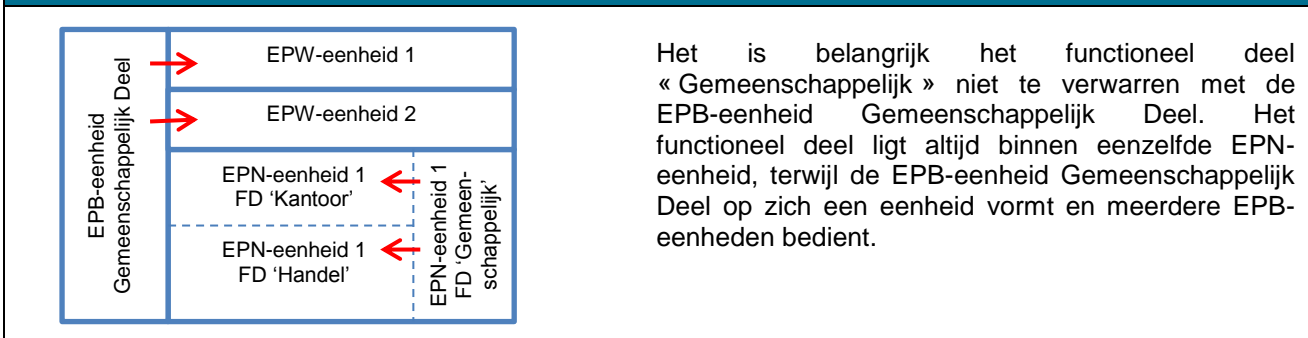 EPB-eenheid
Gemeenschappelijk Deel
EPW-eenheid 1
EPW-eenheid 2
EPN-eenheid 1
FD ‘Kantoor’
EPN-eenheid 1
FD ‘Handel’
EPN-eenheid 1
FD ‘Gemeen-
schappelijk’
Het is belangrijk het functioneel deel
« Gemeenschappelijk » niet te verwarren met de
EPB-eenheid Gemeenschappelijk Deel. Het
functioneel deel ligt altijd binnen eenzelfde EPN-
eenheid, terwijl de EPB-eenheid Gemeenschappelijk
Deel op zich een eenheid vormt en meerdere EPB-
eenheden bedient.